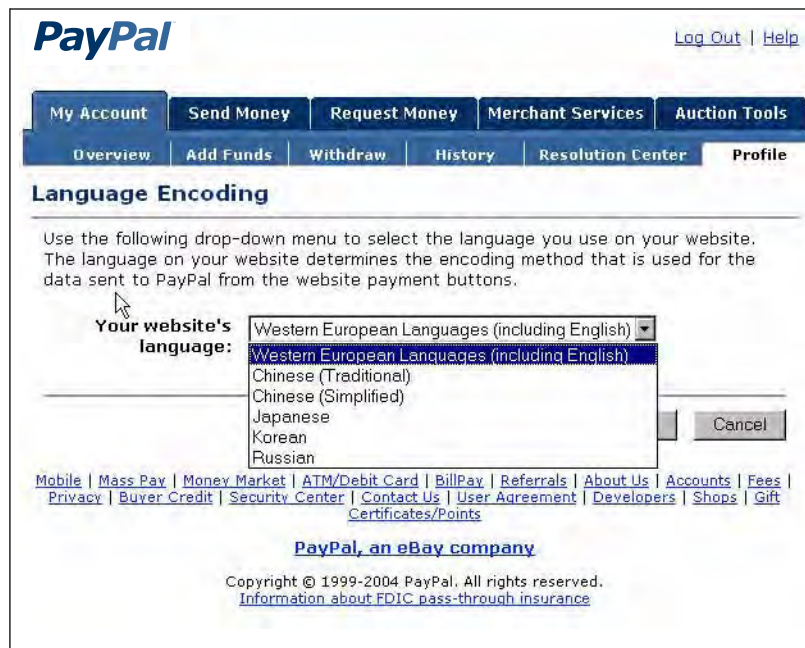 PayPal
Log Out | Help
My Account Send Money Request Money Merchant Services Auction Tools
Overview Add Funds Withdraw History Resolution Center Profile
Language Encoding
Use the following drop-down menu to select the language you use on your website.
The language on your website determines the encoding method that is used for the
data sent to PayPal from the website payment buttons.
Your website's
language:
Western European Languages (including English)
Western European Languages (including English)
Chinese (Traditional)
Chinese (Simplified)
Japanese
Korean
Russian
Cancel
Mobile | Mass Pay | Money Market | ATM/Debit Card | BillPay | Referrals | About Us | Accounts | Fees |
Privacy | Buyer Credit | Security Center | Contact Us | User Agreement | Developers | Shops | Gift
Certificates/Points
PayPal, an eBay company
Copyright © 1999-2004 PayPal. All rights reserved.
Information about FDIC pass-through insurance